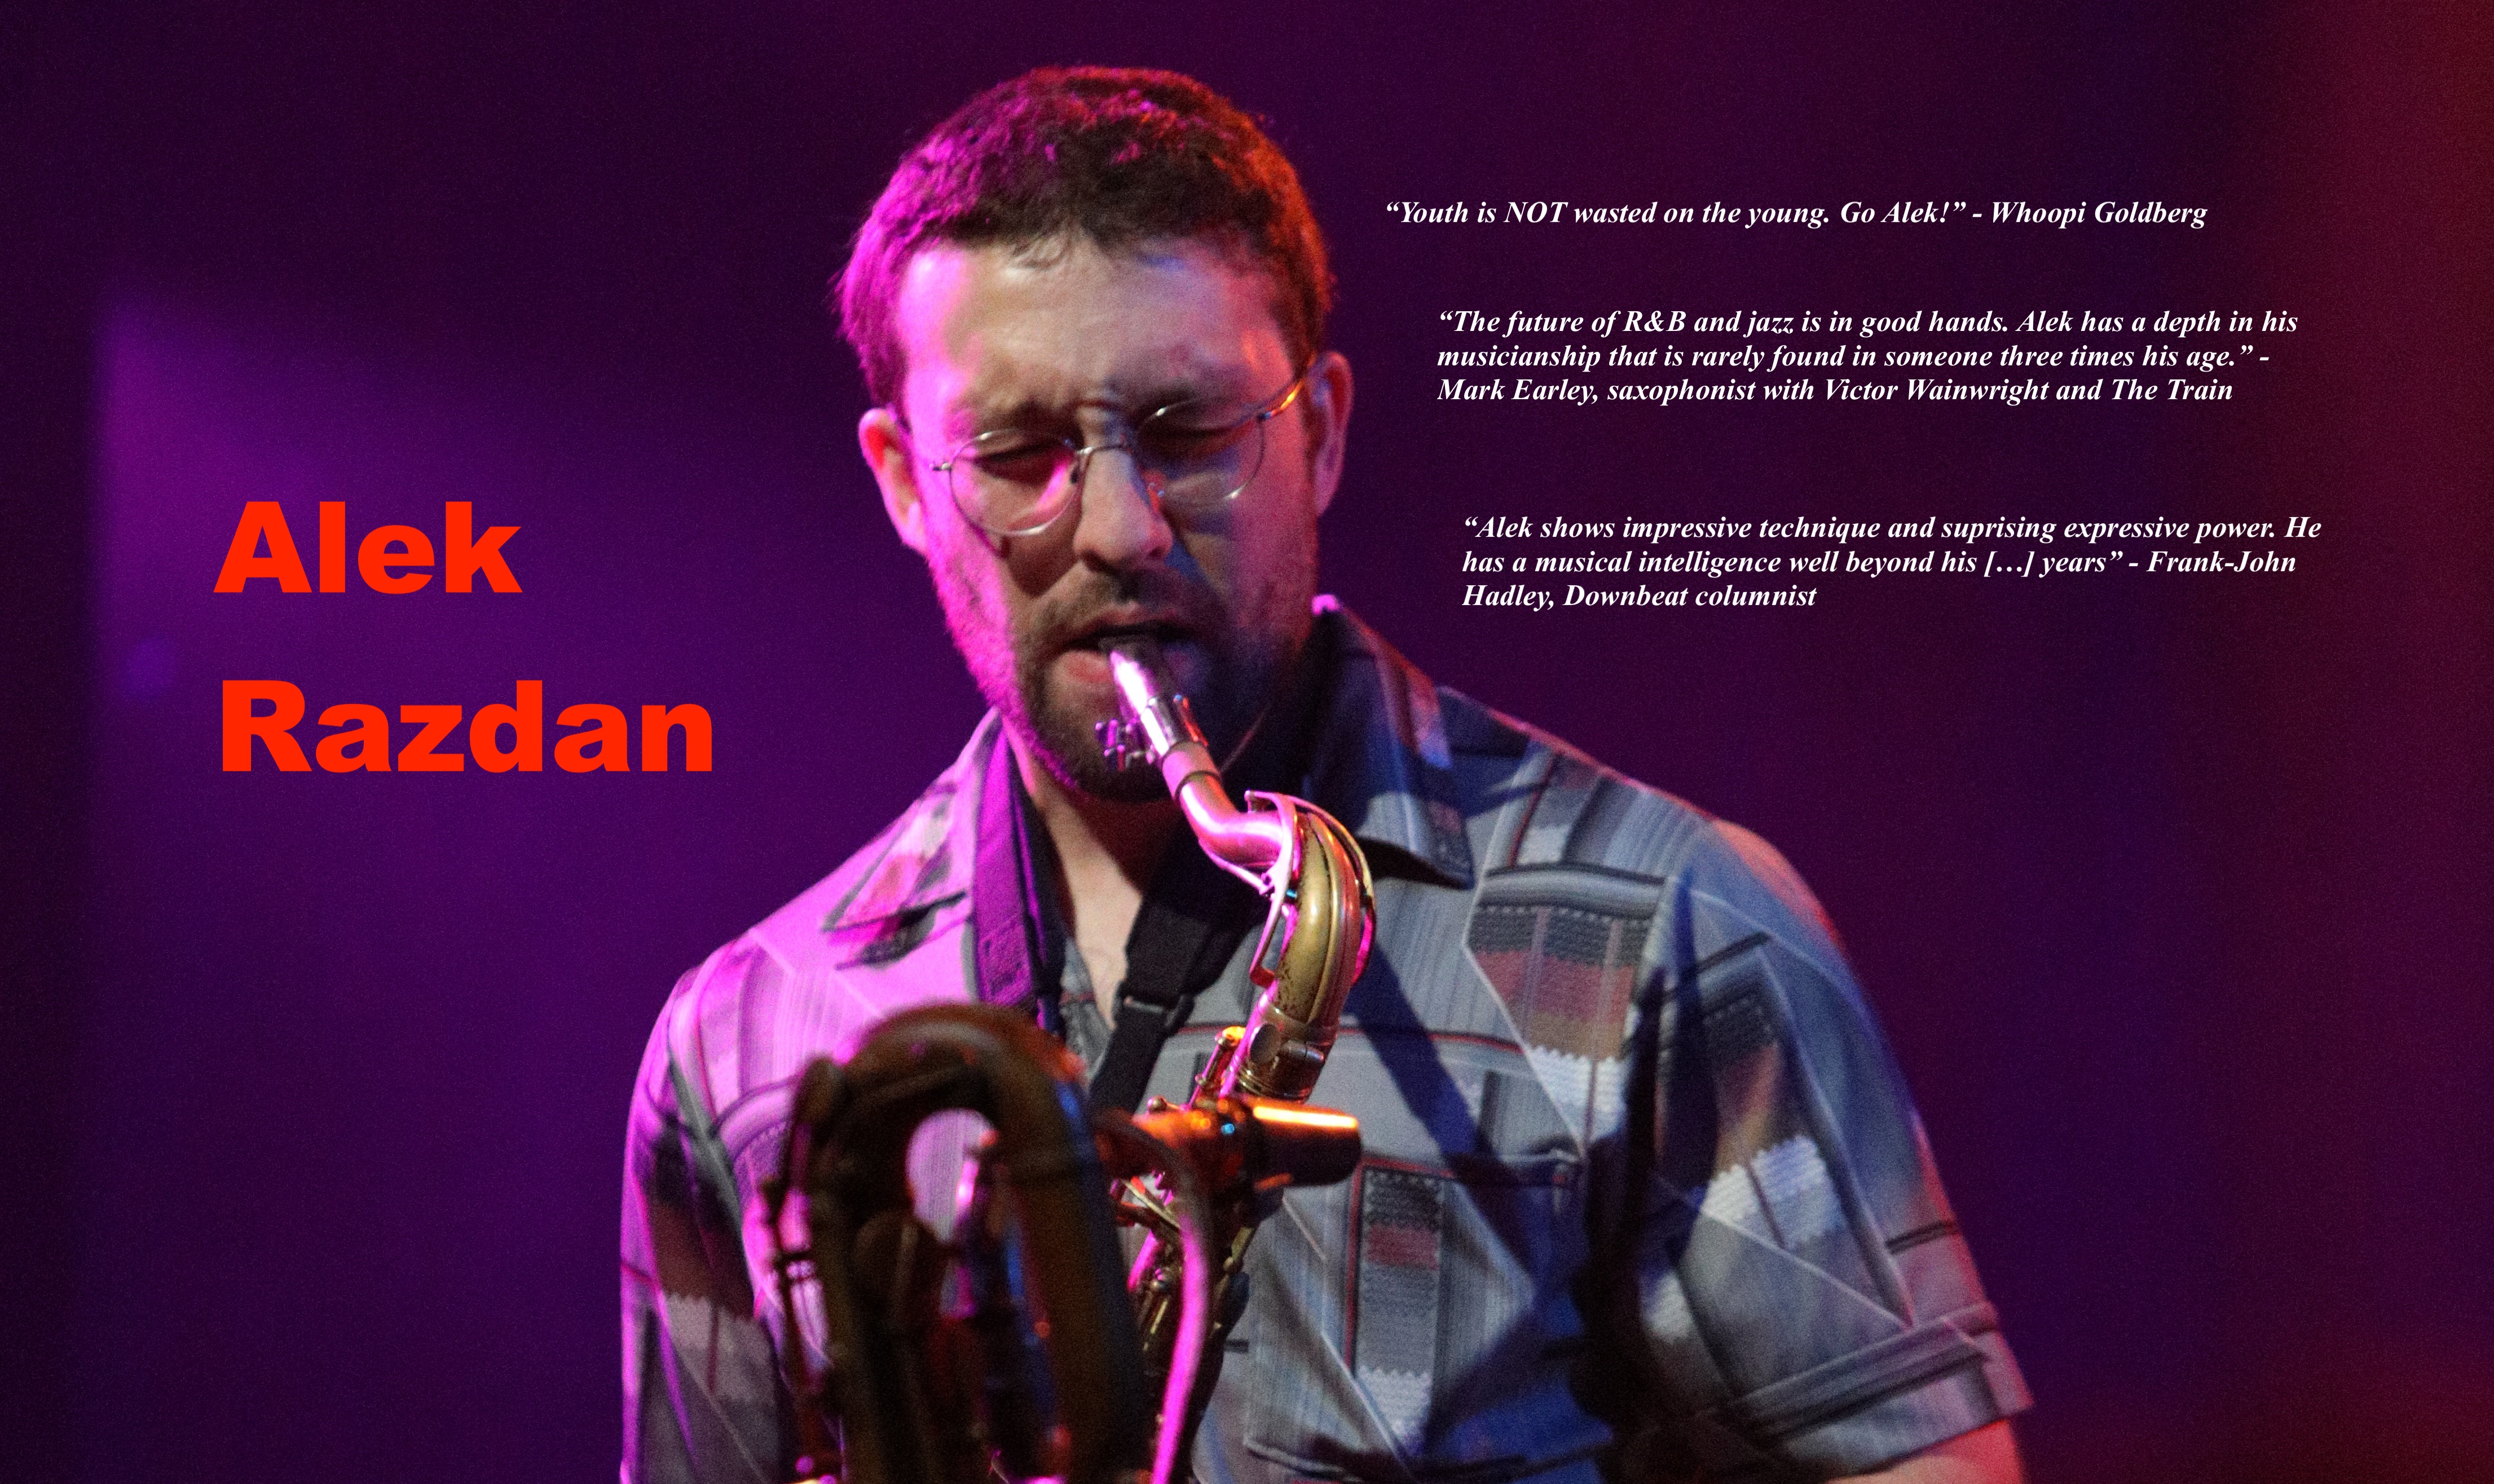 Alek
Razdan
“Youth is NOT wasted on the young. Go Alek!” - Whoopi Goldberg
“The future of R&B and jazz is in good hands. Alek has a depth in his
musicianship that is rarely found in someone three times his age.” -
Mark Earley, saxophonist with Victor Wainwright and The Train
“Alek shows impressive technique and suprising expressive power. He
has a musical intelligence well beyond his […] years” - Frank-John
Hadley, Downbeat columnist